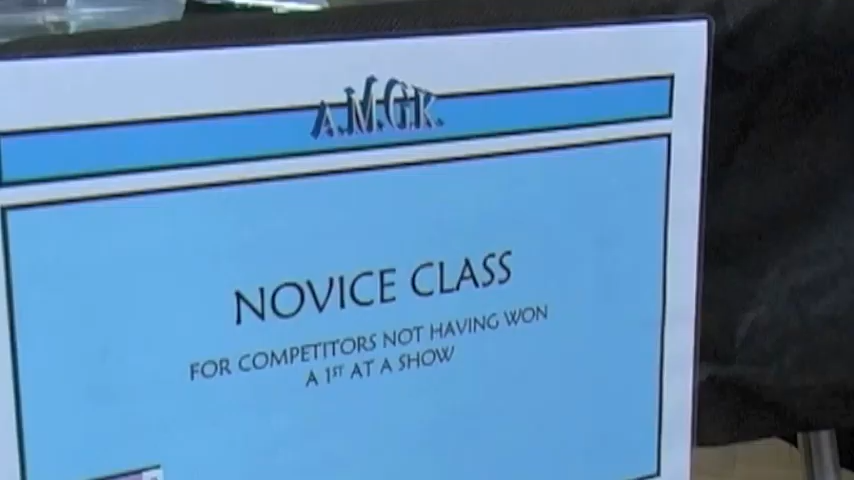 A.M.G.K.
NOVICE CLASS
FOR COMPETITORS NOT HAVING WON
A 1ST AT A SHOW